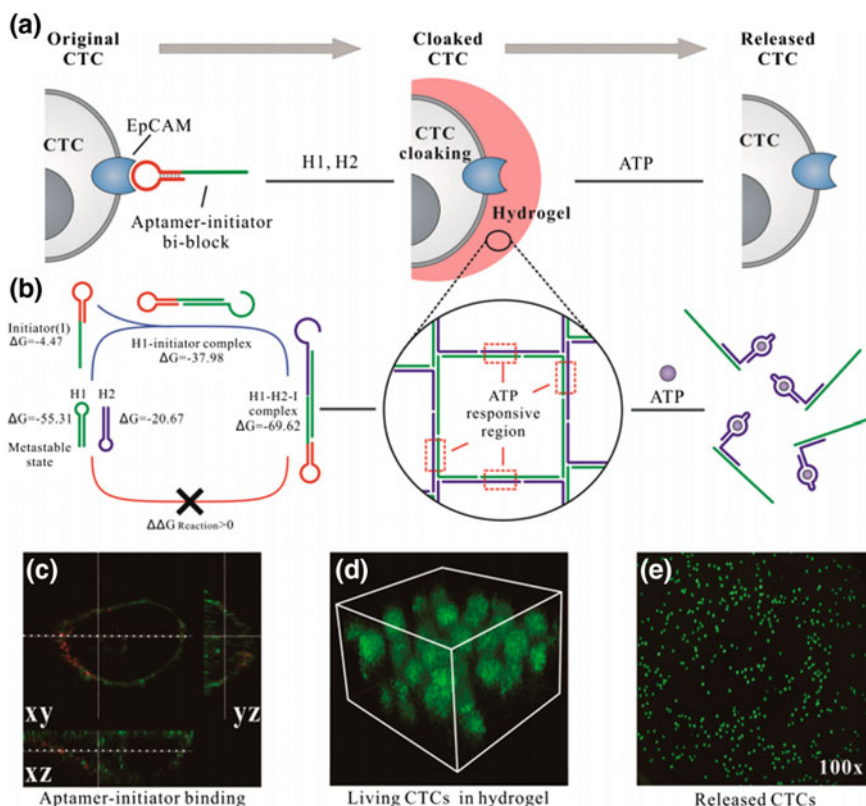 (a)
Original
CTC
Cloaked
CTC
Released
CTC
EpCAM
CTC
Aptamer-initiator
bi-block
H1, H2
CTC
cloaking
Hydrogel
ATP
CTC
(b)
Initiator(I)
ΔG=-4.47
H1-initiator complex
ΔG=-37.98
H1
H2
ΔG=-55.31
ΔG=-20.67
Metastable
state
H1-H2-I
complex
ΔG=-69.62
ΔΔG Reaction>0
ATP
responsive
region
ATP
(c)
xy
yz
xz
Aptamer-initiator binding
(d)
Living CTCs in hydrogel
(e)
100x
Released CTCs